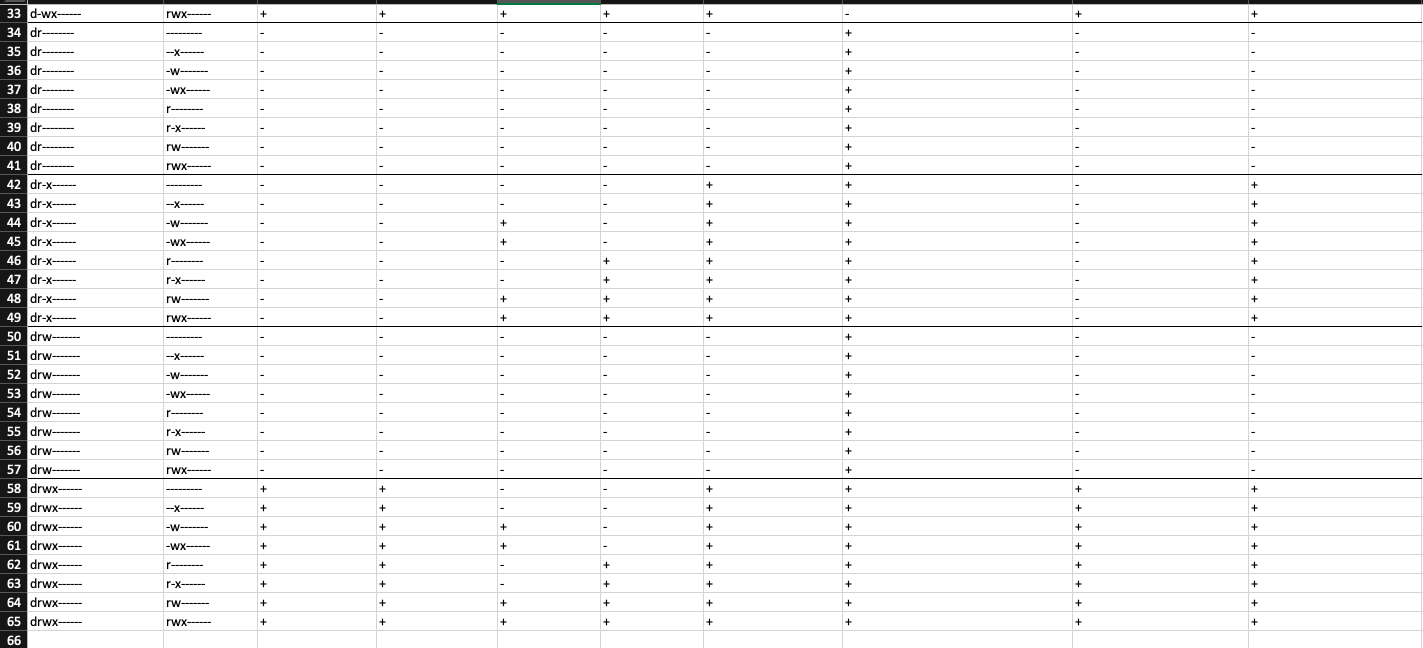 33 d-wx------ rwx------ + + + + + - + +
34 dr-------- --------- - - - - - + - -
35 dr-------- --x------ - - - - - + - -
36 dr-------- -w------- - - - - - + - -
37 dr-------- -wx------ - - - - - + - -
38 dr-------- r-------- - - - - - + - -
39 dr-------- r-x------ - - - - - + - -
40 dr-------- rw------- - - - - - + - -
41 dr-------- rwx------ - - - - - + - -
42 dr-x------ --------- - - - - + + - +
43 dr-x------ --x------ - - - - + + - +
44 dr-x------ -w------- - - + - + + - +
45 dr-x------ -wx------ - - + - + + - +
46 dr-x------ r-------- - - - + + + - +
47 dr-x------ r-x------ - - - + + + - +
48 dr-x------ rw------- - - + + + + - +
49 dr-x------ rwx------ - - + + + + - +
50 drw------- --------- - - - - - + - -
51 drw------- --x------ - - - - - + - -
52 drw------- -w------- - - - - - + - -
53 drw------- -wx------ - - - - - + - -
54 drw------- r-------- - - - - - + - -
55 drw------- r-x------ - - - - - + - -
56 drw------- rw------- - - - - - + - -
57 drw------- rwx------ - - - - - + - -
58 drwx------ --------- + + - - + + + +
59 drwx------ --x------ + + - - + + + +
60 drwx------ -w------- + + + - + + + +
61 drwx------ -wx------ + + + - + + + +
62 drwx------ r-------- + + - + + + + +
63 drwx------ r-x------ + + - + + + + +
64 drwx------ rw------- + + + + + + + +
65 drwx------ rwx------ + + + + + + + +
66